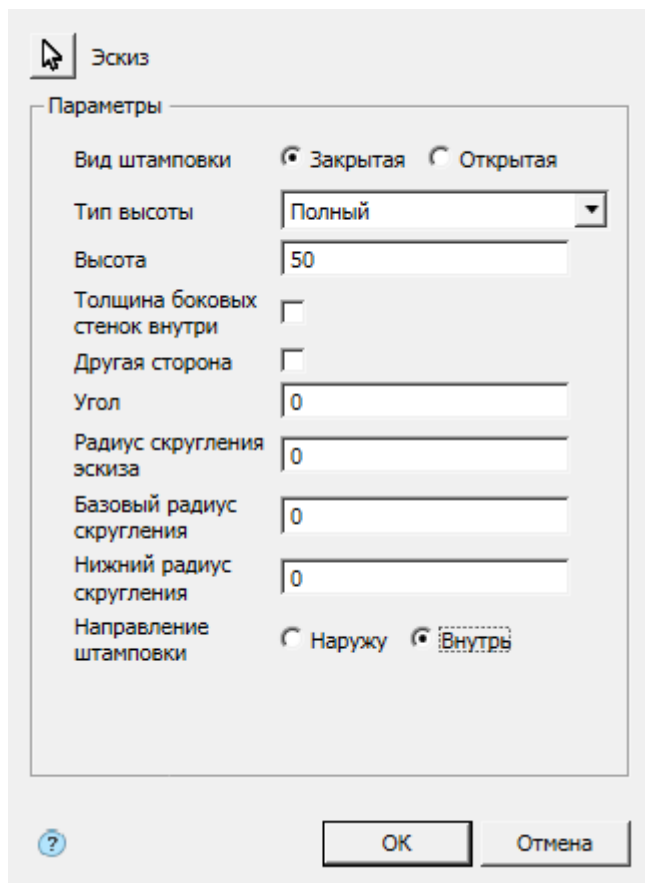 Эскиз
Параметры
Вид штамповки Закрытая Открытая
Тип высоты Полный
Высота 50
Толщина боковых
стенок внутри
Другая сторона
Угол 0
Радиус скругления
эскиза 0
Базовый радиус
скругления 0
Нижний радиус
скругления 0
Направление
штамповки Наружу Внутрь
? ОК Отмена